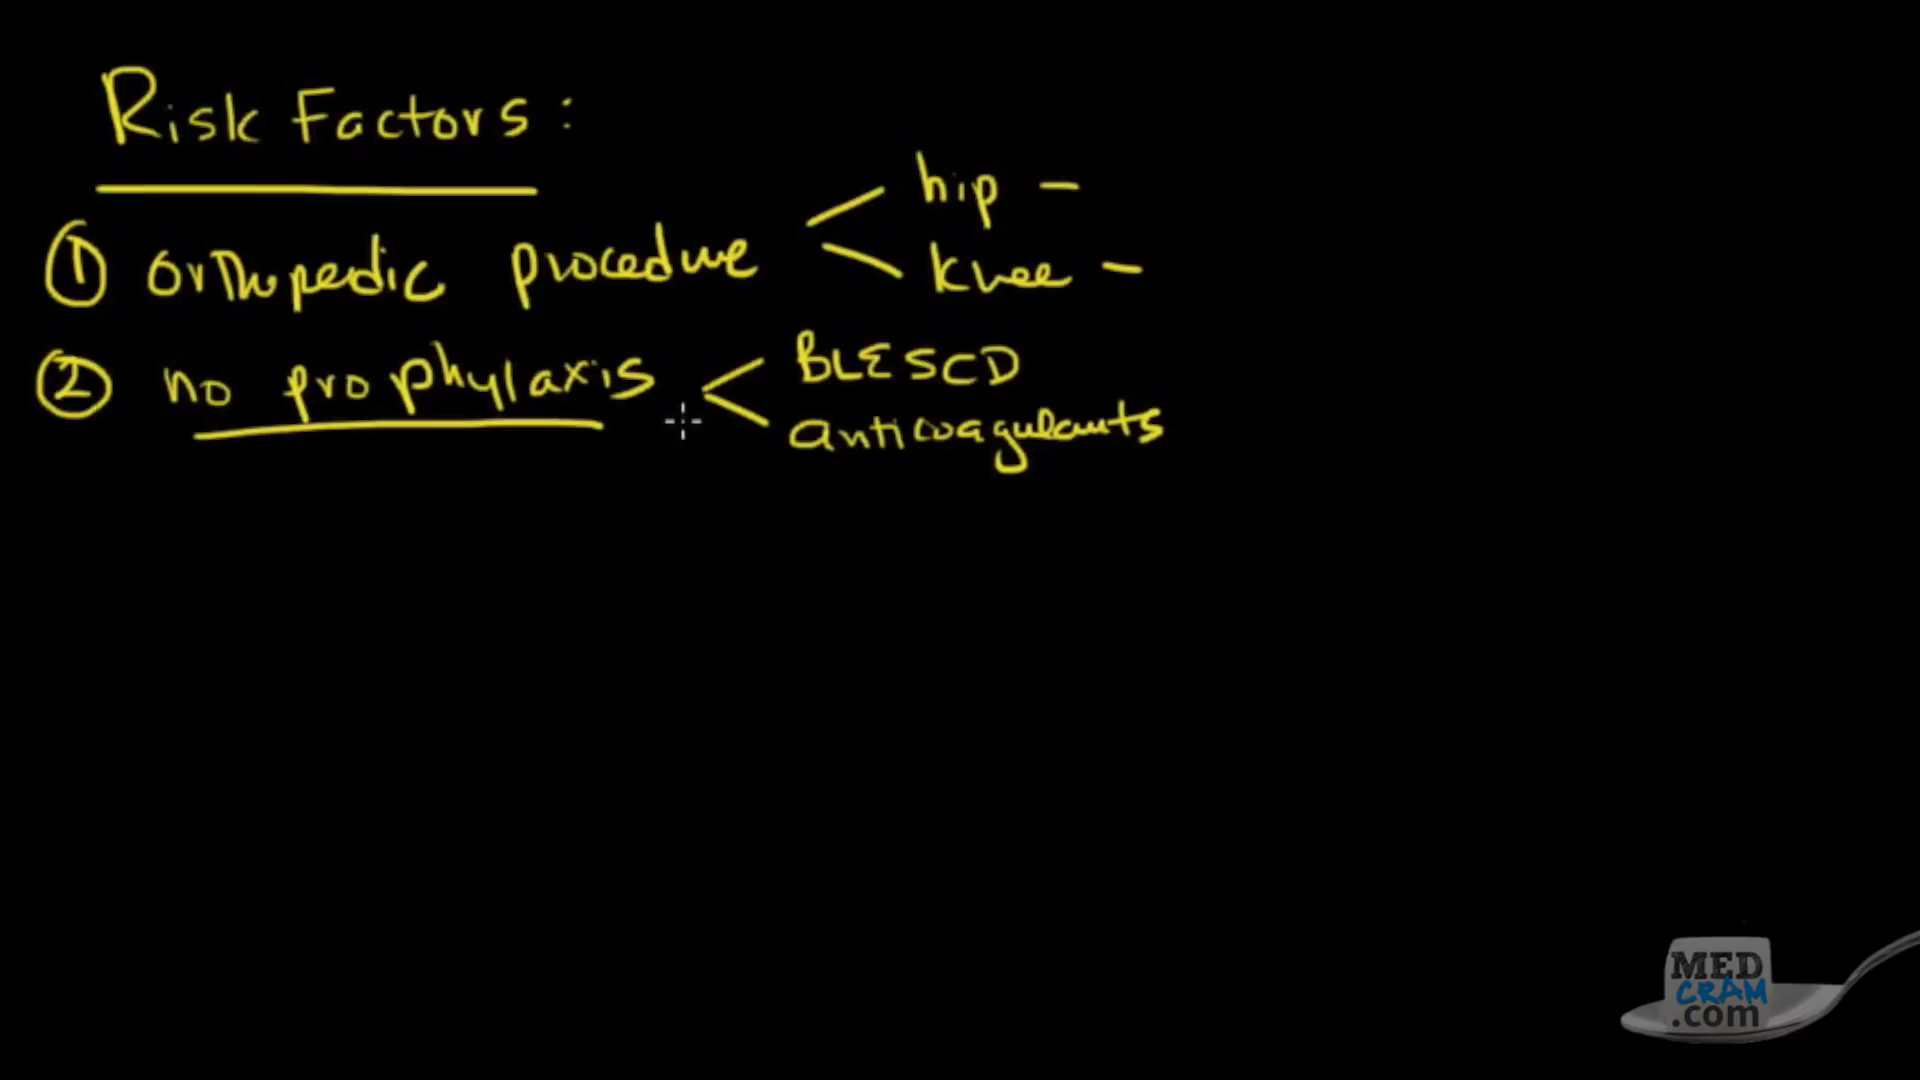 Risk Factors:
① orthopedic procedure < hip -
knee -
② no prophylaxis < BLESCD
anticoagulants
MED
CRAM
.com